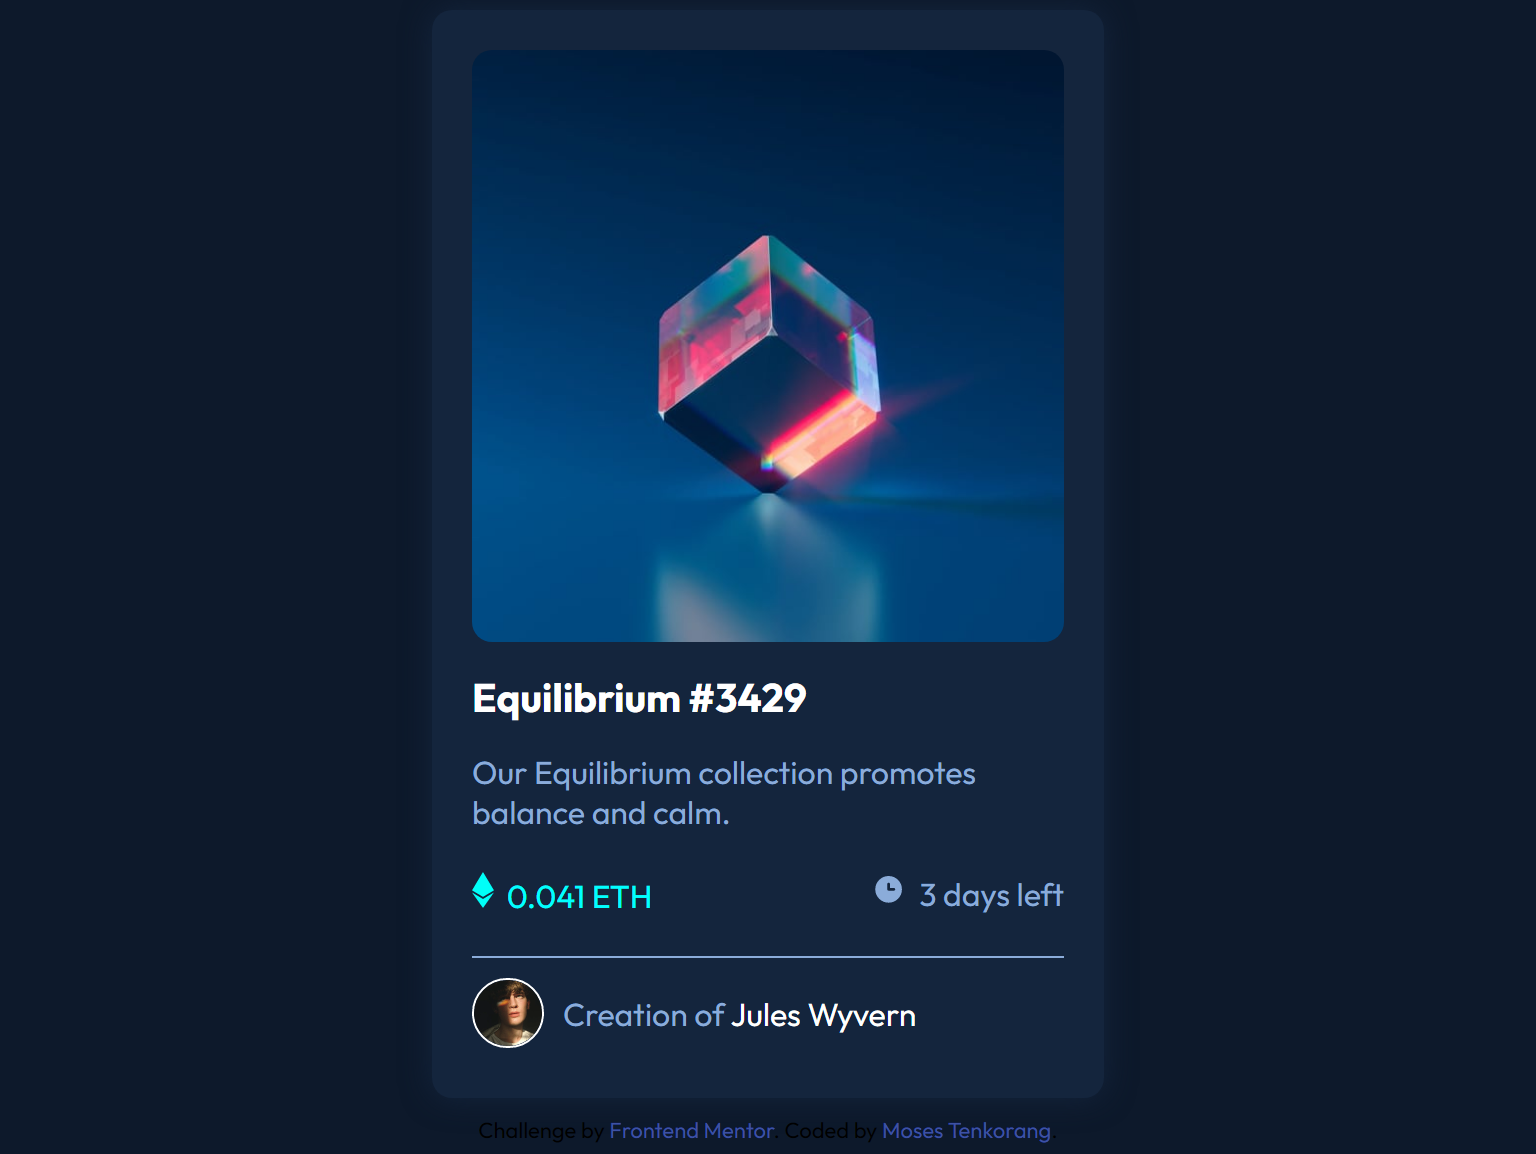 Equilibrium #3429
Our Equilibrium collection promotes
balance and calm.
0.041 ETH
3 days left
Creation of Jules Wyvern
Challenge by Frontend Mentor. Coded by Moses Tenkorang.